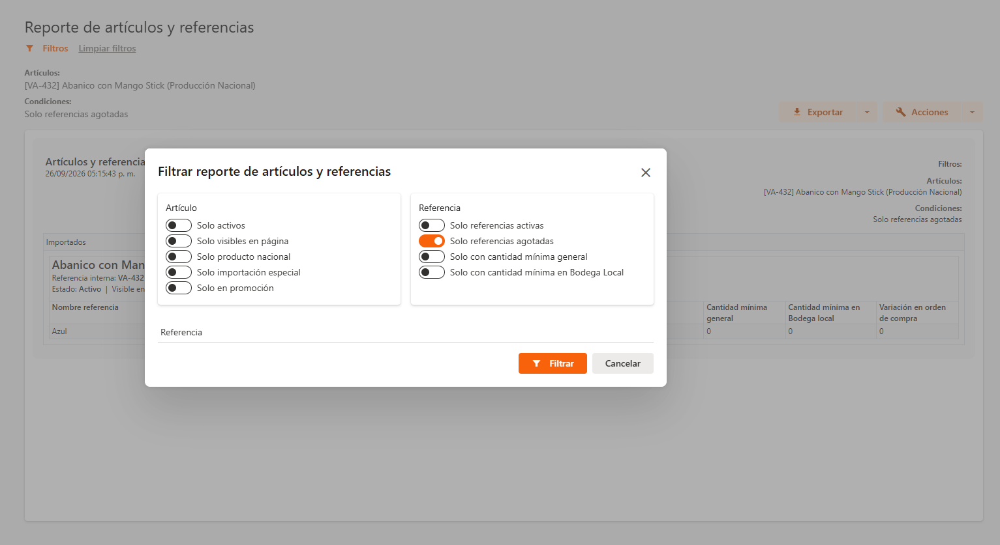 Reporte de artículos y referencias
Filtros Limpiar filtros
Artículos:
[VA-432] Abanico con Mango Stick (Producción Nacional)
Condiciones:
Solo referencias agotadas
Exportar Acciones
Artículos y referencia
26/09/2026 05:15:43 p. m.
Filtros:
Artículos:
[VA-432] Abanico con Mango Stick (Producción Nacional)
Condiciones:
Solo referencias agotadas
Importados
Abanico con Man
Referencia interna: VA-432
Estado: Activo | Visible en
Nombre referencia
Cantidad mínima general
Cantidad mínima en Bodega local
Variación en orden de compra
Azul 0 0 0
Filtrar reporte de artículos y referencias
Artículo
Solo activos
Solo visibles en página
Solo producto nacional
Solo importación especial
Solo en promoción
Referencia
Solo referencias activas
Solo referencias agotadas
Solo con cantidad mínima general
Solo con cantidad mínima en Bodega Local
Referencia
Filtrar Cancelar